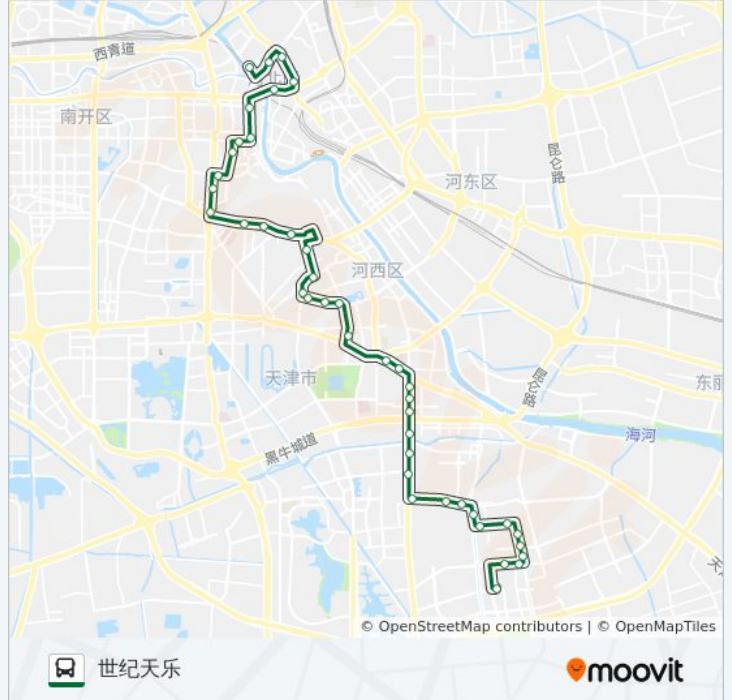 西青道
南开区
昆仑路
河东区
河西区
天津市
昆仑路
东丽
海河
黑牛城道
© OpenStreetMap contributors | © OpenMapTiles
世纪天乐
moovit